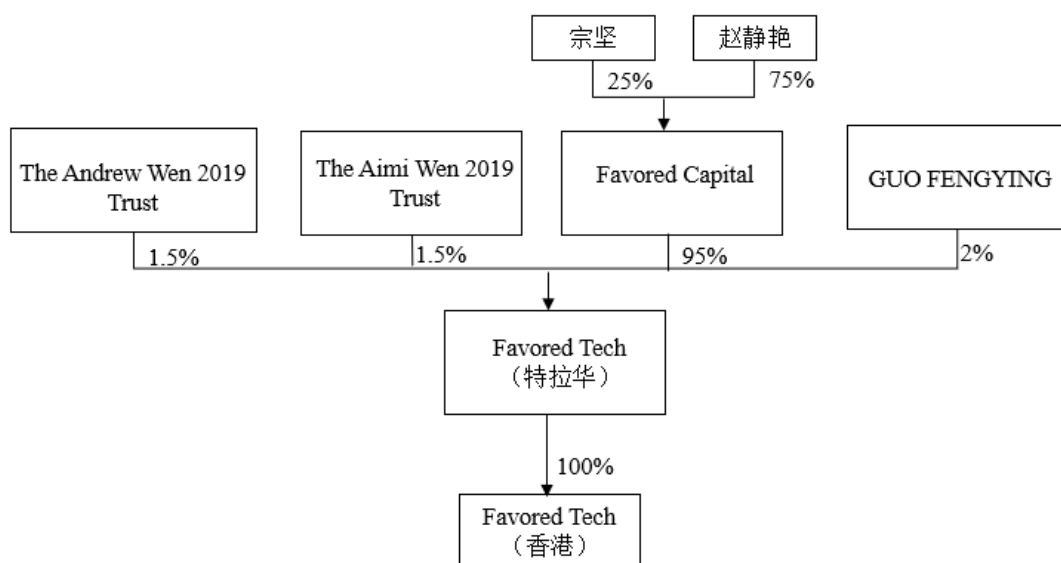 宗坚
赵静艳
25%
75%
The Andrew Wen 2019
Trust
The Aimi Wen 2019
Trust
Favored Capital
GUO FENGYING
1.5%
1.5%
95%
2%
Favored Tech
（特拉华）
100%
Favored Tech
（香港）